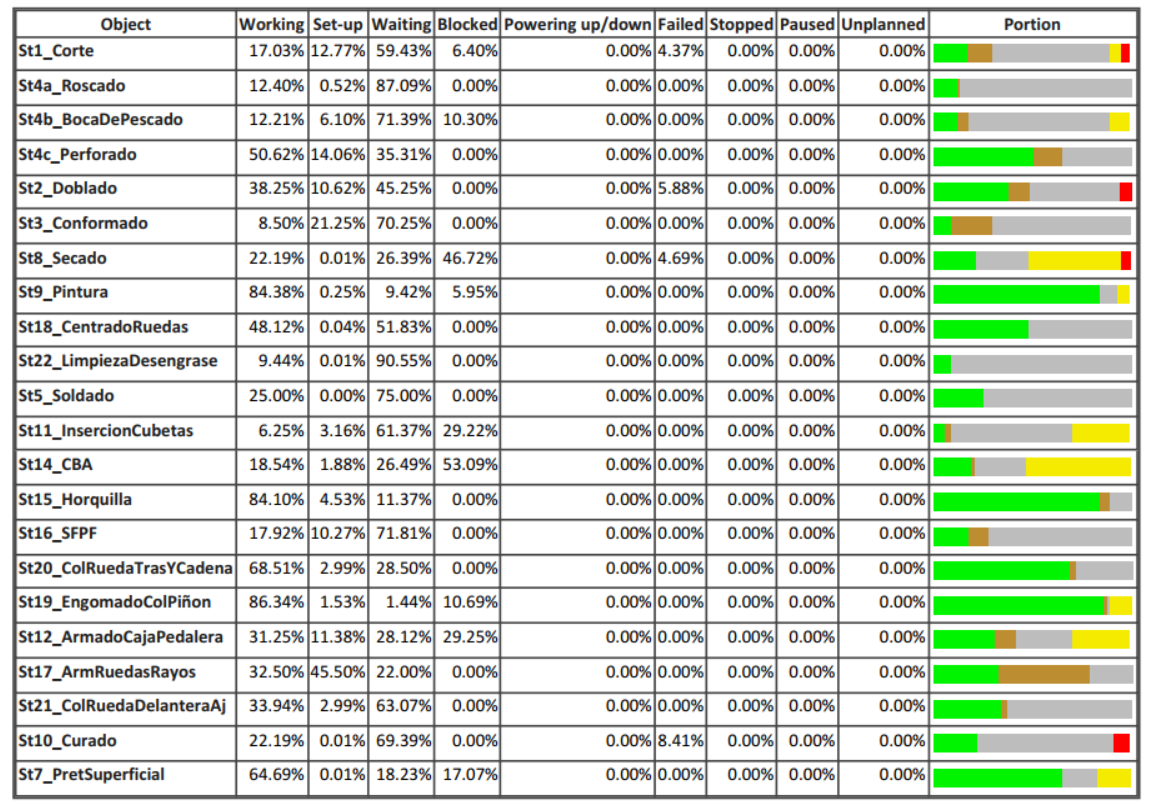 Object Working Set-up Waiting Blocked Powering up/down Failed Stopped Paused Unplanned Portion
St1_Corte 17.03% 12.77% 59.43% 6.40% 0.00% 4.37% 0.00% 0.00% 0.00%
St4a_Roscado 12.40% 0.52% 87.09% 0.00% 0.00% 0.00% 0.00% 0.00% 0.00%
St4b_BocaDePescado 12.21% 6.10% 71.39% 10.30% 0.00% 0.00% 0.00% 0.00% 0.00%
St4c_Perforado 50.62% 14.06% 35.31% 0.00% 0.00% 0.00% 0.00% 0.00% 0.00%
St2_Doblado 38.25% 10.62% 45.25% 0.00% 0.00% 5.88% 0.00% 0.00% 0.00%
St3_Conformado 8.50% 21.25% 70.25% 0.00% 0.00% 0.00% 0.00% 0.00% 0.00%
St8_Secado 22.19% 0.01% 26.39% 46.72% 0.00% 4.69% 0.00% 0.00% 0.00%
St9_Pintura 84.38% 0.25% 9.42% 5.95% 0.00% 0.00% 0.00% 0.00% 0.00%
St18_CentradoRuedas 48.12% 0.04% 51.83% 0.00% 0.00% 0.00% 0.00% 0.00% 0.00%
St22_LimpiezaDesengrase 9.44% 0.01% 90.55% 0.00% 0.00% 0.00% 0.00% 0.00% 0.00%
St5_Soldado 25.00% 0.00% 75.00% 0.00% 0.00% 0.00% 0.00% 0.00% 0.00%
St11_InsercionCubetas 6.25% 3.16% 61.37% 29.22% 0.00% 0.00% 0.00% 0.00% 0.00%
St14_CBA 18.54% 1.88% 26.49% 53.09% 0.00% 0.00% 0.00% 0.00% 0.00%
St15_Horquilla 84.10% 4.53% 11.37% 0.00% 0.00% 0.00% 0.00% 0.00% 0.00%
St16_SFPF 17.92% 10.27% 71.81% 0.00% 0.00% 0.00% 0.00% 0.00% 0.00%
St20_ColRuedaTrasYCadena 68.51% 2.99% 28.50% 0.00% 0.00% 0.00% 0.00% 0.00% 0.00%
St19_EngomadoColPiñon 86.34% 1.53% 1.44% 10.69% 0.00% 0.00% 0.00% 0.00% 0.00%
St12_ArmadoCajaPedalera 31.25% 11.38% 28.12% 29.25% 0.00% 0.00% 0.00% 0.00% 0.00%
St17_ArmRuedasRayos 32.50% 45.50% 22.00% 0.00% 0.00% 0.00% 0.00% 0.00% 0.00%
St21_ColRuedaDelanteraAj 33.94% 2.99% 63.07% 0.00% 0.00% 0.00% 0.00% 0.00% 0.00%
St10_Curado 22.19% 0.01% 69.39% 0.00% 0.00% 8.41% 0.00% 0.00% 0.00%
St7_PretSuperficial 64.69% 0.01% 18.23% 17.07% 0.00% 0.00% 0.00% 0.00% 0.00%